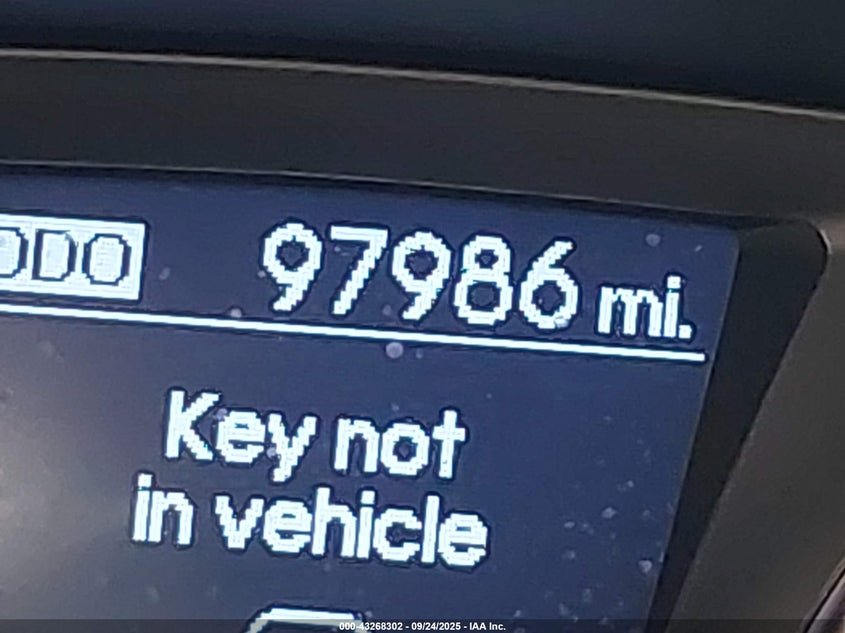 ODO 97986 mi.
Key not
in vehicle
000-43268302 - 09/24/2025 - IAA Inc.